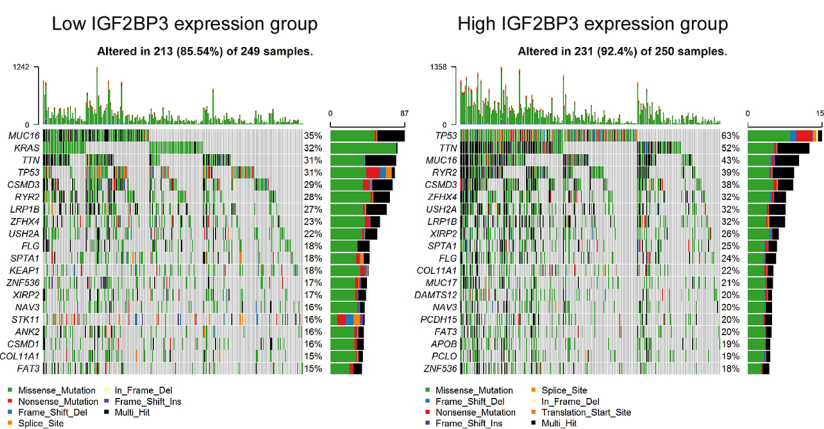 Low IGF2BP3 expression group
Altered in 213 (85.54%) of 249 samples.
1242
0
0 87
MUC16 35%
KRAS 32%
TTN 31%
TP53 31%
CSMD3 29%
RYR2 28%
LRP1B 27%
ZFHX4 23%
USH2A 22%
FLG 18%
SPTA1 18%
KEAP1 18%
ZNF536 17%
XIRP2 17%
NAV3 16%
STK11 16%
ANK2 16%
CSMD1 16%
COL11A1 15%
FAT3 15%
Missense_Mutation
Nonsense_Mutation
Frame_Shift_Del
Splice_Site
In_Frame_Del
Frame_Shift_Ins
Multi_Hit
High IGF2BP3 expression group
Altered in 231 (92.4%) of 250 samples.
1358
0
0 15
TP53 63%
TTN 52%
MUC16 43%
RYR2 39%
CSMD3 38%
ZFHX4 32%
USH2A 32%
LRP1B 32%
XIRP2 26%
SPTA1 25%
FLG 24%
COL11A1 22%
MUC17 21%
DAMTS12 20%
NAV3 20%
PCDH15 20%
FAT3 20%
APOB 19%
PCLO 19%
ZNF536 18%
Missense_Mutation
Frame_Shift_Del
Nonsense_Mutation
Frame_Shift_Ins
Splice_Site
In_Frame_Del
Translation_Start_Site
Multi_Hit